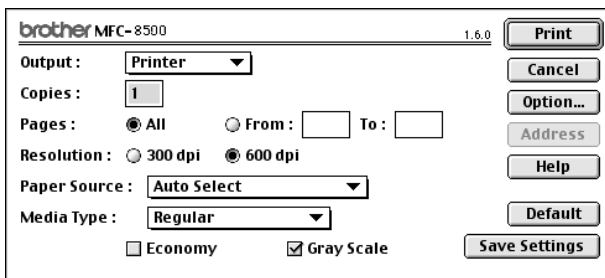 brother MFC-8500 1.6.0 Print
Output : Printer Cancel
Copies : 1 Option...
Pages : All From : To : Address
Resolution : 300 dpi 600 dpi Help
Paper Source : Auto Select
Media Type : Regular Default
Economy Gray Scale Save Settings